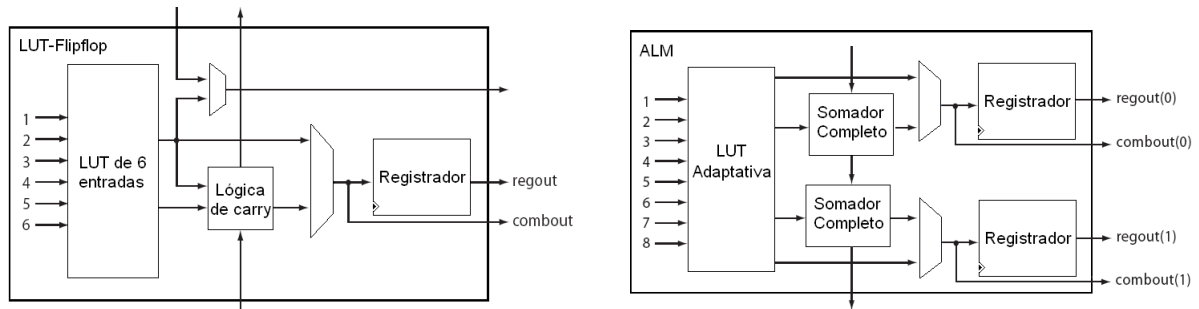 LUT-Flipflop
1
2
3
4
5
6
LUT de 6
entradas
Lógica
de carry
Registrador
regout
combout
ALM
1
2
3
4
5
6
7
8
LUT
Adaptativa
Somador
Completo
Somador
Completo
Registrador
regout(0)
combout(0)
Registrador
regout(1)
combout(1)